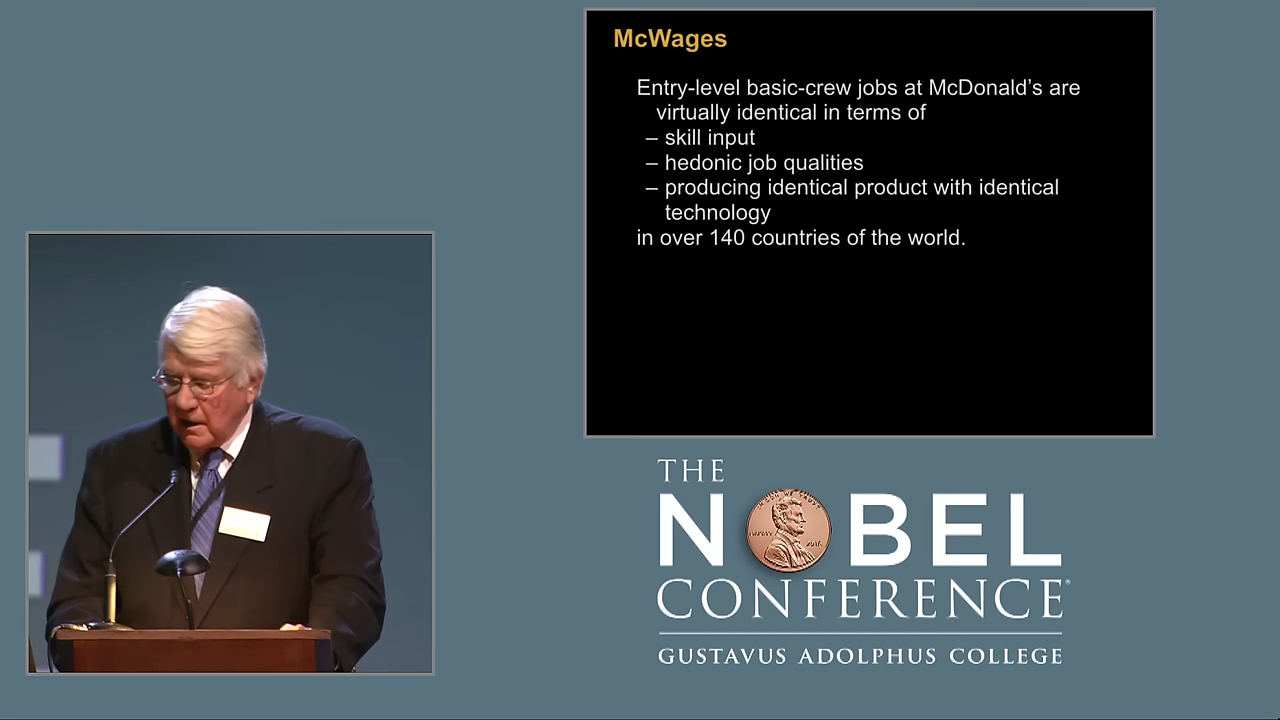 McWages
Entry-level basic-crew jobs at McDonald's are
virtually identical in terms of
– skill input
– hedonic job qualities
– producing identical product with identical
technology
in over 140 countries of the world.
THE
NOBEL
CONFERENCE®
GUSTAVUS ADOLPHUS COLLEGE